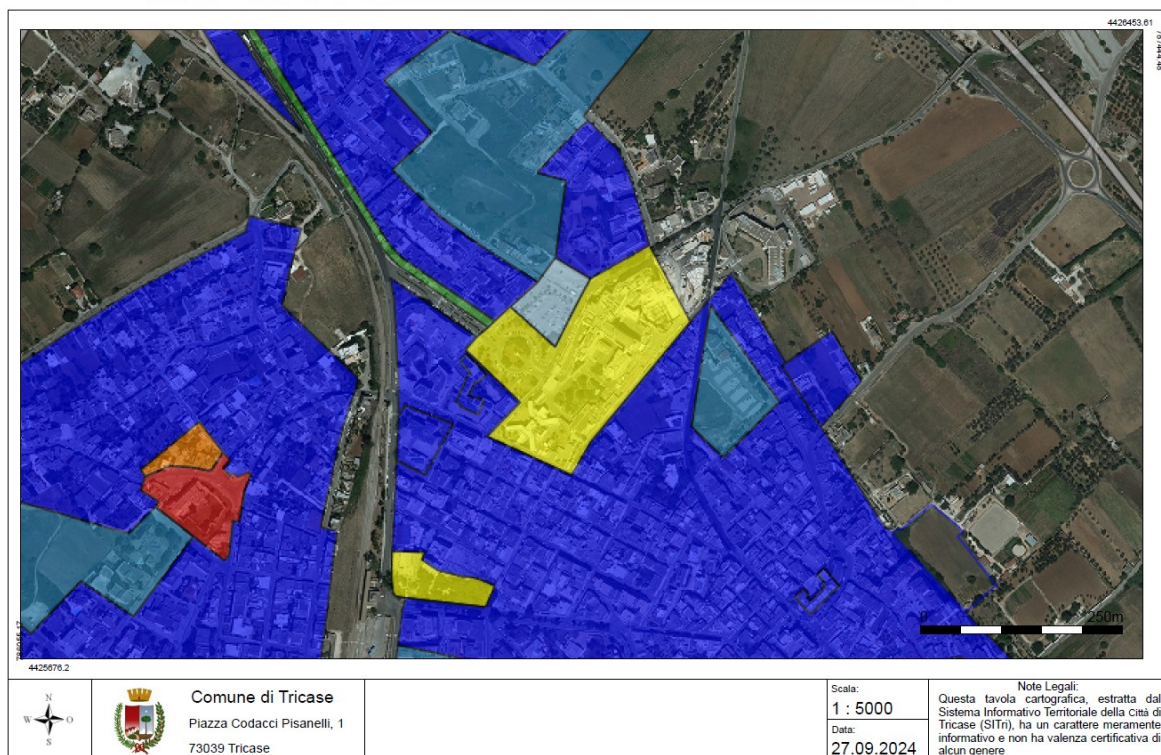 4426453.61
0
250m
4425676.2
N
W
O
S
Comune di Tricase
Piazza Codacci Pisanelli, 1
73039 Tricase
Scala:
1 : 5000
Data:
27.09.2024
Note Legali:
Questa tavola cartografica, estratta dal
Sistema Informativo Territoriale della Città di
Tricase (SITri), ha un carattere meramente
informativo e non ha valenza certificativa di
alcun genere